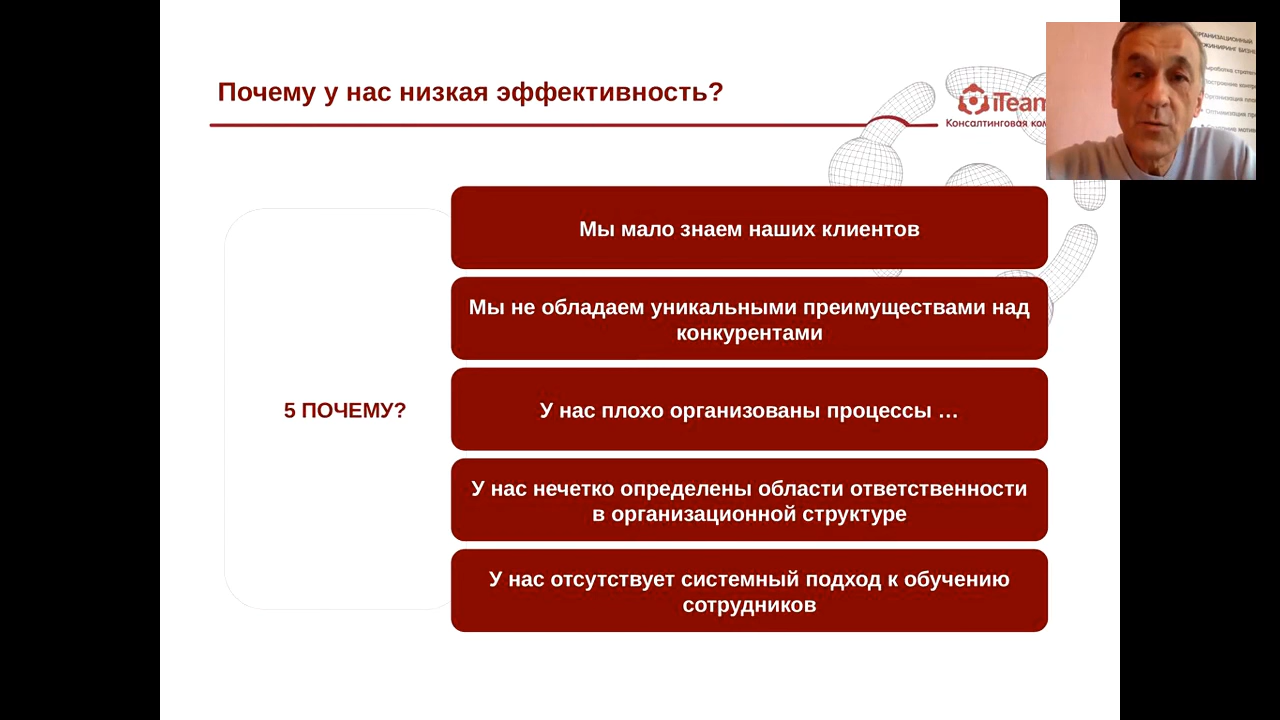 Почему у нас низкая эффективность?
iTeam
Консалтинговая
ОРГАНИЗАЦИОННЫЙ
Мы мало знаем наших клиентов
Мы не обладаем уникальными преимуществами над
конкурентами
5 ПОЧЕМУ?
У нас плохо организованы процессы …
У нас нечетко определены области ответственности
в организационной структуре
У нас отсутствует системный подход к обучению
сотрудников